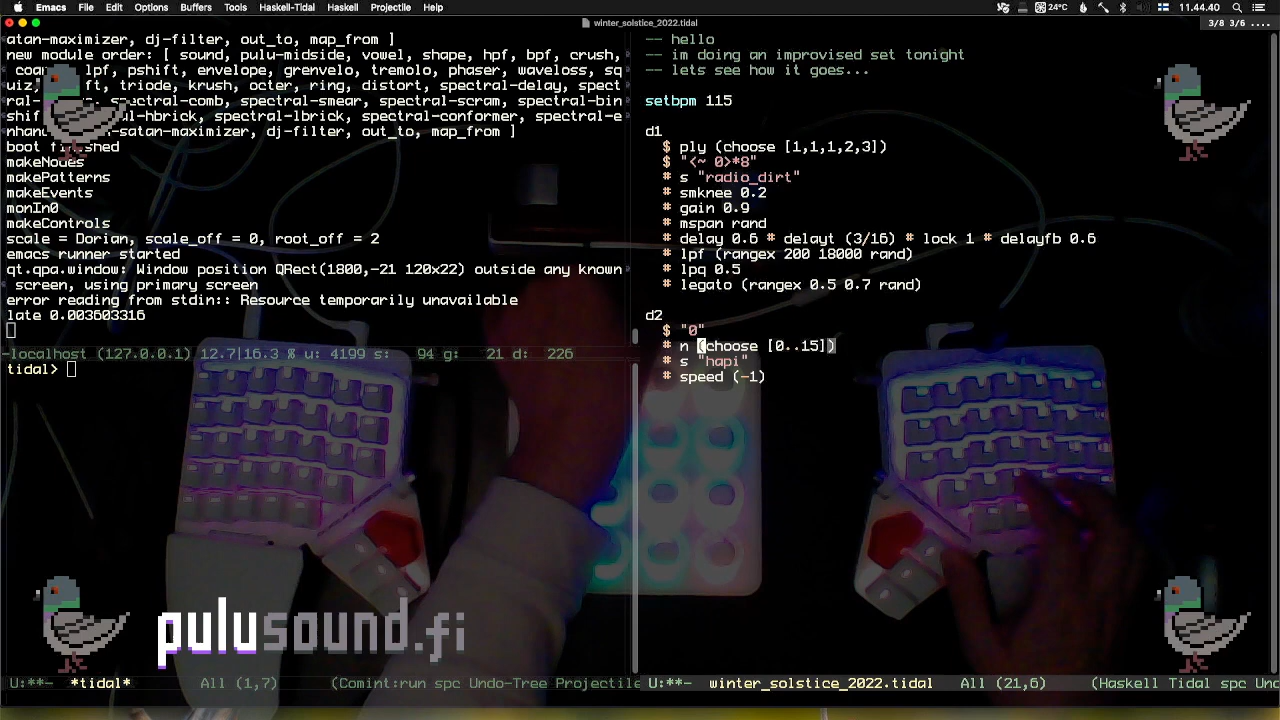 Emacs File Edit Options Buffers Tools Haskell-Tidal Haskell Projectile Help 24°C 11.44.40
winter_solstice_2022.tidal 3/8 3/6 ....
atan-maximizer, dj-filter, out_to, map_from ]
new module order: [ sound, pulu-midside, vowel, shape, hpf, bpf, crush,
lpf, pshift, envelope, grenvelo, tremolo, phaser, waveloss, sq
uiz, ft, triode, krush, octer, ring, distort, spectral-delay, spect
ral- spectral-comb, spectral-smear, spectral-scram, spectral-bin
shif l-hbrick, spectral-lbrick, spectral-conformer, spectral-e
nhan -satan-maximizer, dj-filter, out_to, map_from ]
boot finished
makeNodes
makePatterns
makeEvents
monIn0
makeControls
scale = Dorian, scale_off = 0, root_off = 2
emacs runner started
qt.qpa.window: Window position QRect(1800,-21 120x22) outside any known
screen, using primary screen
error reading from stdin:: Resource temporarily unavailable
late 0.003603316
-localhost (127.0.0.1) 12.7|16.3 % u: 4199 s: 94 g: 21 d: 226
tidal>
-- hello
-- im doing an improvised set tonight
-- lets see how it goes...
setbpm 115
d1
$ ply (choose [1,1,1,2,3])
$ "<~ 0>*8"
# s "radio_dirt"
# smknee 0.2
# gain 0.9
# mspan rand
# delay 0.6 # delayt (3/16) # lock 1 # delayfb 0.6
# lpf (rangex 200 18000 rand)
# lpq 0.5
# legato (rangex 0.5 0.7 rand)
d2
$ "0"
# n (choose [0..15])
# s "hapi"
# speed (-1)
pulusound.fi
U:**- *tidal* All (1,7) (Comint:run spc Undo-Tree Projectile
U:**- winter_solstice_2022.tidal All (21,6) (Haskell Tidal spc Und